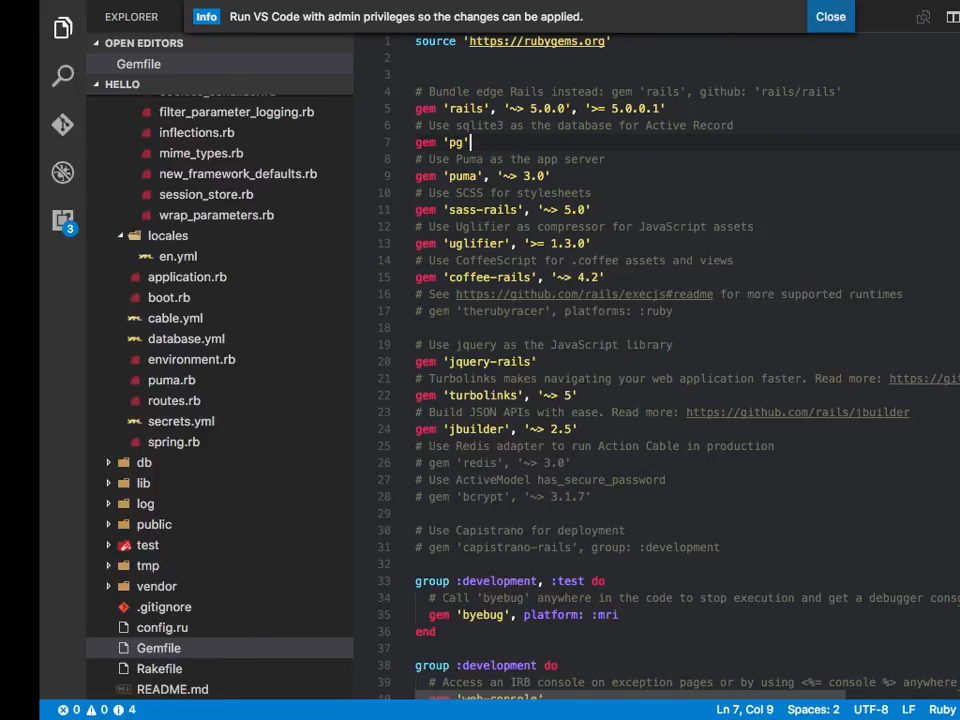 EXPLORER
Info Run VS Code with admin privileges so the changes can be applied. Close
OPEN EDITORS
Gemfile
HELLO
filter_parameter_logging.rb
inflections.rb
mime_types.rb
new_framework_defaults.rb
session_store.rb
wrap_parameters.rb
locales
en.yml
application.rb
boot.rb
cable.yml
database.yml
environment.rb
puma.rb
routes.rb
secrets.yml
spring.rb
db
lib
log
public
test
tmp
vendor
.gitignore
config.ru
Gemfile
Rakefile
README.md
3
1 source 'https://rubygems.org'
2
3
4 # Bundle edge Rails instead: gem 'rails', github: 'rails/rails'
5 gem 'rails', '~> 5.0.0', '>= 5.0.0.1'
6 # Use sqlite3 as the database for Active Record
7 gem 'pg'
8 # Use Puma as the app server
9 gem 'puma', '~> 3.0'
10 # Use SCSS for stylesheets
11 gem 'sass-rails', '~> 5.0'
12 # Use Uglifier as compressor for JavaScript assets
13 gem 'uglifier', '>= 1.3.0'
14 # Use CoffeeScript for .coffee assets and views
15 gem 'coffee-rails', '~> 4.2'
16 # See https://github.com/rails/execjs#readme for more supported runtimes
17 # gem 'therubyracer', platforms: :ruby
18
19 # Use jquery as the JavaScript library
20 gem 'jquery-rails'
21 # Turbolinks makes navigating your web application faster. Read more: https://git
22 gem 'turbolinks', '~> 5'
23 # Build JSON APIs with ease. Read more: https://github.com/rails/jbuilder
24 gem 'jbuilder', '~> 2.5'
25 # Use Redis adapter to run Action Cable in production
26 # gem 'redis', '~> 3.0'
27 # Use ActiveModel has_secure_password
28 # gem 'bcrypt', '~> 3.1.7'
29
30 # Use Capistrano for deployment
31 # gem 'capistrano-rails', group: :development
32
33 group :development, :test do
34 # Call 'byebug' anywhere in the code to stop execution and get a debugger cons
35 gem 'byebug', platform: :mri
36 end
37
38 group :development do
39 # Access an IRB console on exception pages or by using <%= console %> anywhere
40 gem 'web-console'
0 0 4 Ln 7, Col 9 Spaces: 2 UTF-8 LF Ruby